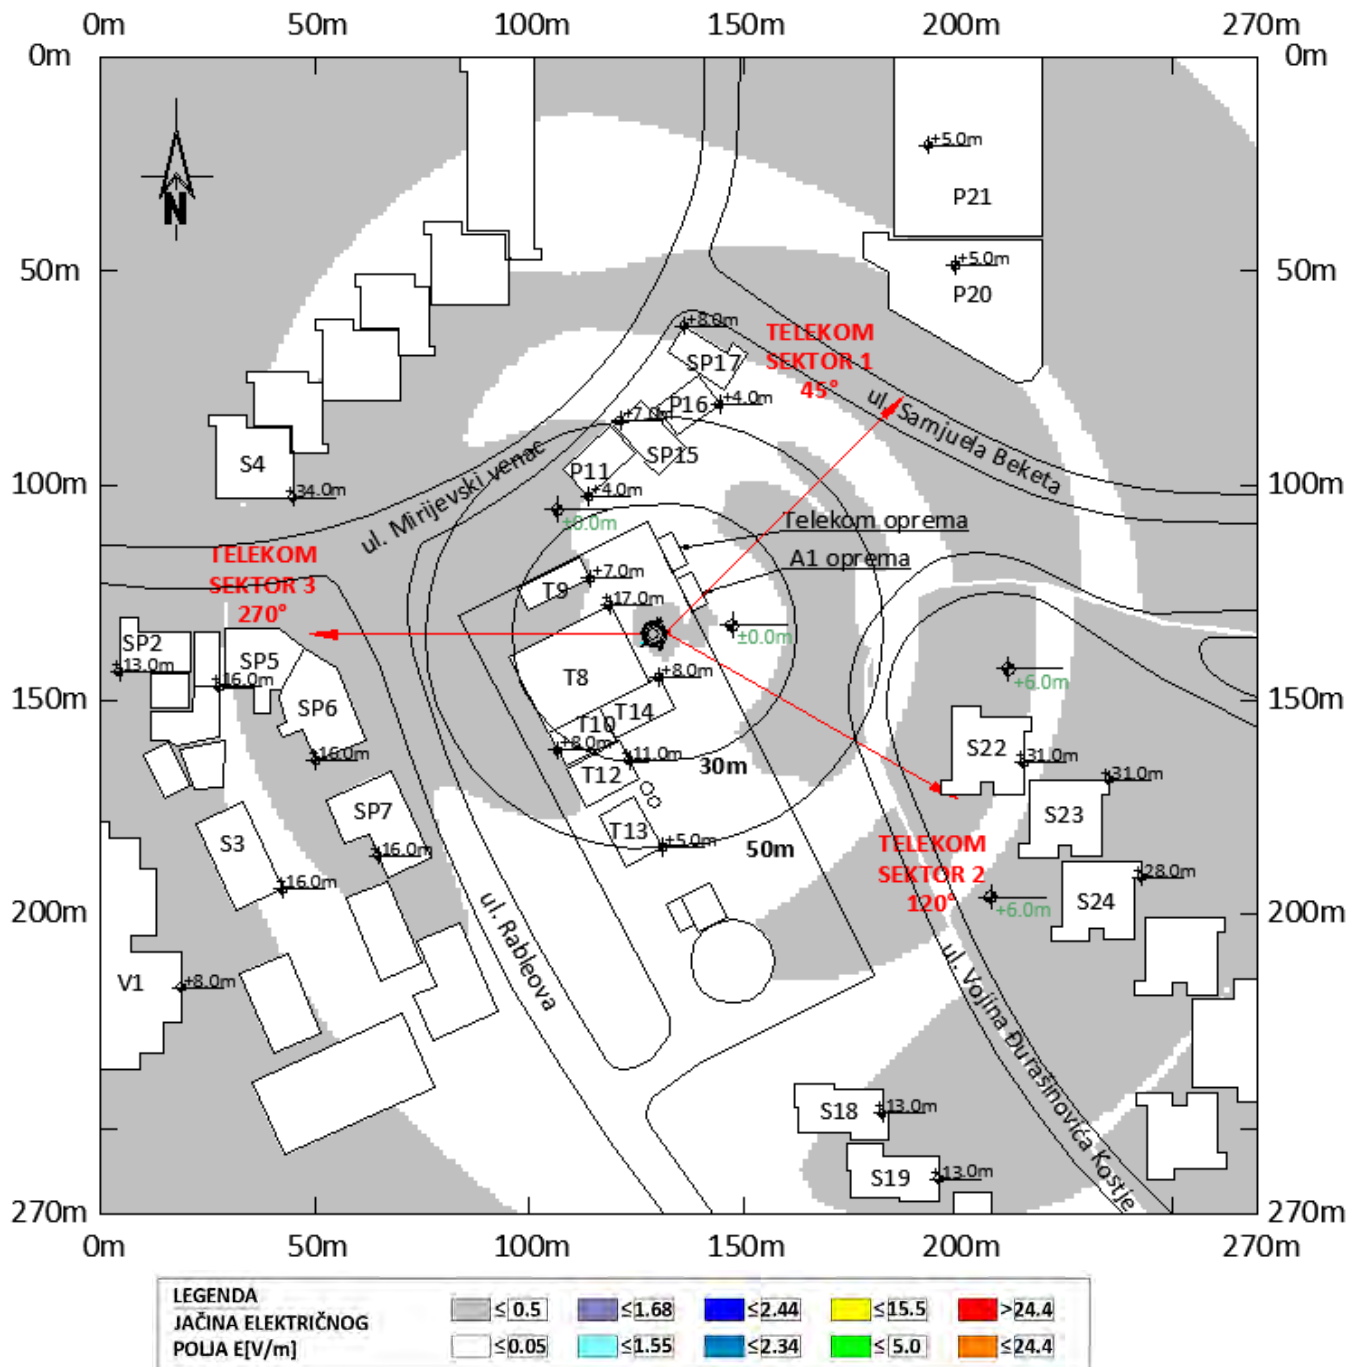 0m 50m 100m 150m 200m 270m
0m 0m
+5.0m
P21
N
50m 50m
+5.0m
P20
+8.0m
TELEKOM
SEKTOR 1
45°
SP17
P16 +4.0m
ul. Samjuela Beketa
+7.0m
SP15
S4
P11
ul. Mirijevski venac
100m 100m
34.0m
+4.0m
±0.0m
Telekom oprema
TELEKOM
SEKTOR 3
270°
A1 oprema
+7.0m
T9
+17.0m
±0.0m
SP2
13.0m
SP5
+16.0m
T8
+8.0m
+6.0m
150m 150m
SP6
T14
T10
+8.0m
+16.0m
11.0m
30m
T12
S22
31.0m
31.0m
SP7
S23
S3
T13
+5.0m
50m
TELEKOM
SEKTOR 2
120°
+16.0m
+16.0m
28.0m
S24
+6.0m
200m 200m
ul. Rableova
V1
+8.0m
ul. Vojina Đurašinovića Kostje
S18
13.0m
S19
13.0m
270m 270m
0m 50m 100m 150m 200m 270m
LEGENDA
JAČINA ELEKTRIČNOG
POLJA E[V/m]
≤ 0.5 ≤1.68 ≤2.44 ≤15.5 >24.4
≤0.05 ≤1.55 ≤2.34 ≤ 5.0 ≤24.4